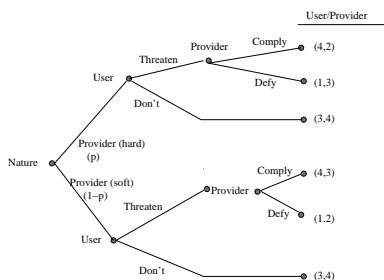 User/Provider
Provider
Comply
(4,2)
Threaten
User
Defy
(1,3)
Don't
(3,4)
Provider (hard)
(p)
Nature
Provider (soft)
(1-p)
Comply
(4,3)
Threaten
Provider
Defy
(1.2)
User
Don't
(3,4)